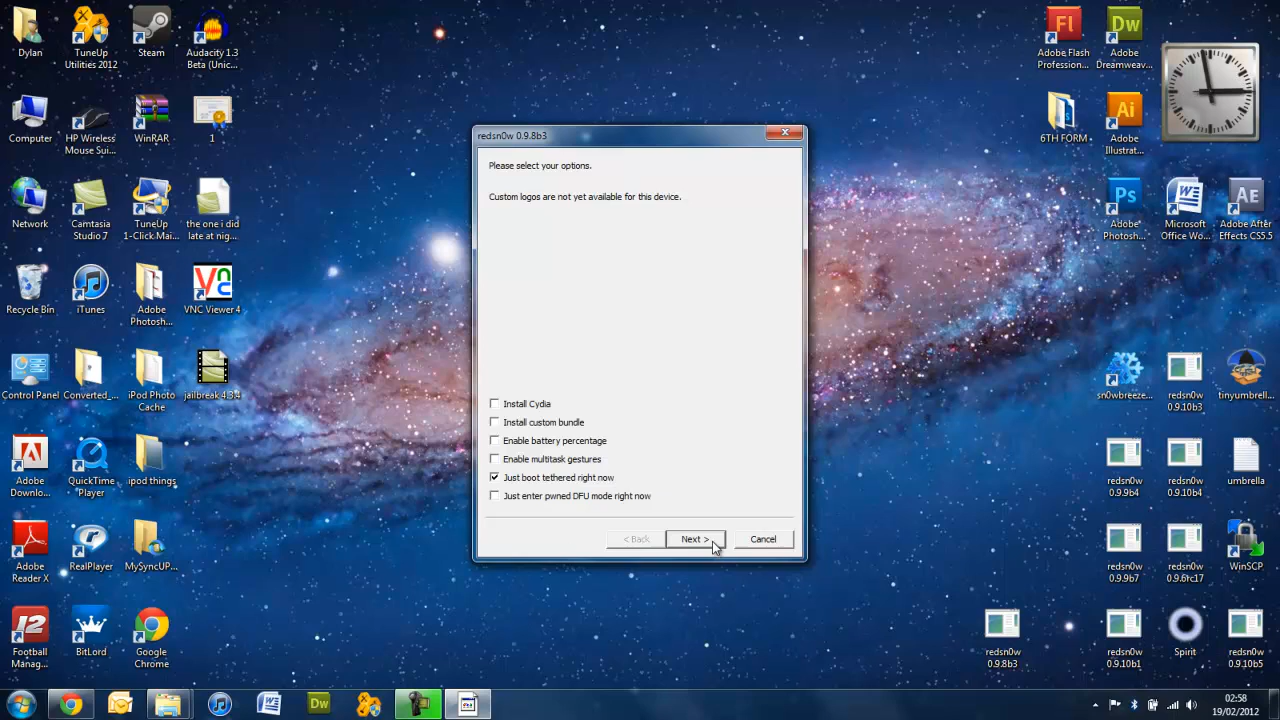 Dylan
TuneUp
Utilities 2012
Steam
Audacity 1.3
Beta (Unic...
Computer
HP Wireless
Mouse Sui...
WinRAR
1
Network
Camtasia
Studio 7
TuneUp
1-Click Mai...
the one i did
late at nig...
Recycle Bin
iTunes
Adobe
Photosh...
VNC Viewer 4
Control Panel
Converted_...
iPod Photo
Cache
jailbreak 4.3.4
Adobe
Downlo...
QuickTime
Player
ipod things
Adobe
Reader X
RealPlayer
MySyncUP...
Football
Manag...
BitLord
Google
Chrome
redsn0w 0.9.8b3
Please select your options.
Custom logos are not yet available for this device.
Install Cydia
Install custom bundle
Enable battery percentage
Enable multitask gestures
Just boot tethered right now
Just enter pwned DFU mode right now
< Back
Next >
Cancel
Adobe Flash
Profession...
Adobe
Dreamweav...
6TH FORM
Adobe
Illustrat...
Adobe
Photosh...
Microsoft
Office Wo...
Adobe After
Effects CS5.5
sn0wbreeze...
redsn0w
0.9.10b3
tinyumbrell...
redsn0w
0.9.9b4
redsn0w
0.9.10b4
umbrella
redsn0w
0.9.9b7
redsn0w
0.9.6rc17
WinSCP
redsn0w
0.9.8b3
redsn0w
0.9.10b1
Spirit
redsn0w
0.9.10b5
02:58
19/02/2012